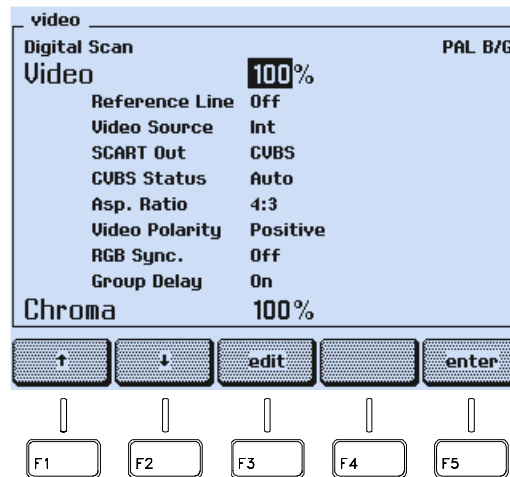 video
Digital Scan PAL B/G
Video 100%
Reference Line Off
Video Source Int
SCART Out CVBS
CVBS Status Auto
Asp. Ratio 4:3
Video Polarity Positive
RGB Sync. Off
Group Delay On
Chroma 100%
↑ ↓ edit enter
F1 F2 F3 F4 F5